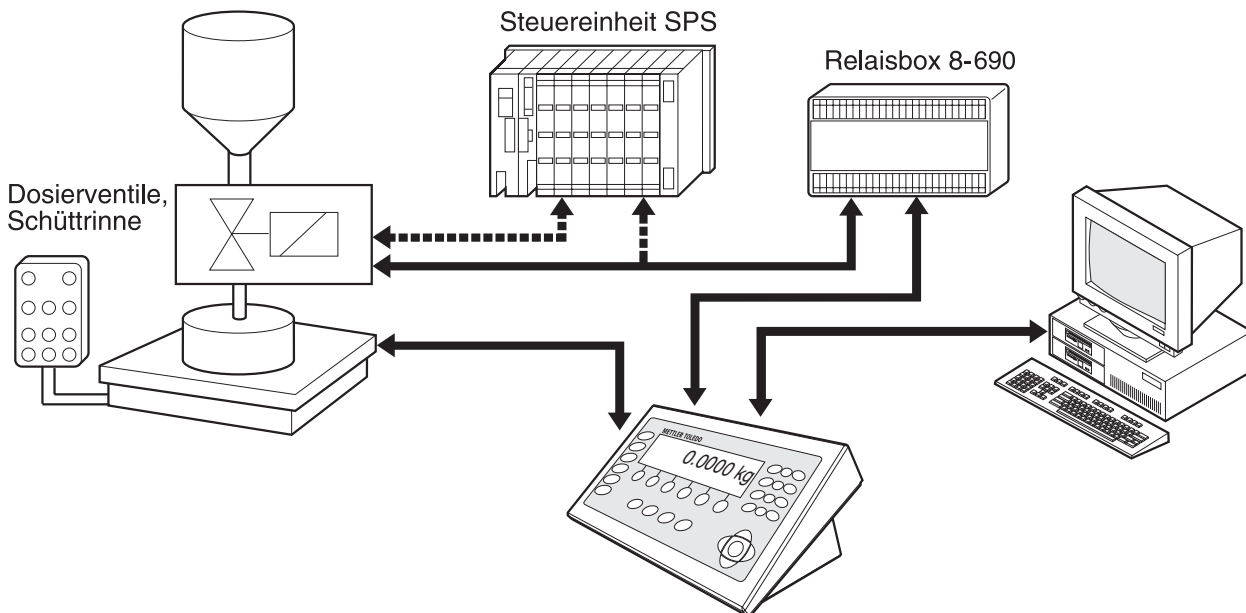 Steuereinheit SPS
Relaisbox 8-690
Dosierventile,
Schüttrinne
METTLER TOLEDO
0.0000 kg